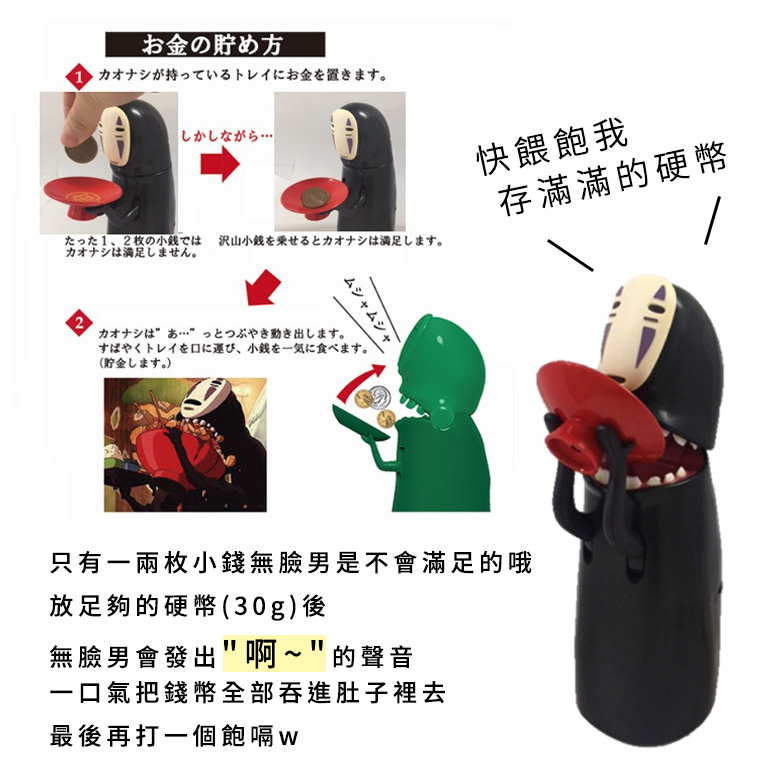 お金の貯め方
1 カオナシが持っているトレイにお金を置きます。
しかしながら…
たった1、2枚の小銭では
カオナシは満足しません。
沢山小銭を乗せるとカオナシは満足します。
2
カオナシは”あ…”っとつぶやき動き出します。
すばやくトレイを口に運び、小銭を一気に食べます。
(貯金します。)
ムシャムシャ
快餵飽我
存滿滿的硬幣
只有一兩枚小錢無臉男是不會滿足的哦
放足夠的硬幣(30g)後
無臉男會發出"啊~"的聲音
一口氣把錢幣全部吞進肚子裡去
最後再打一個飽嗝w